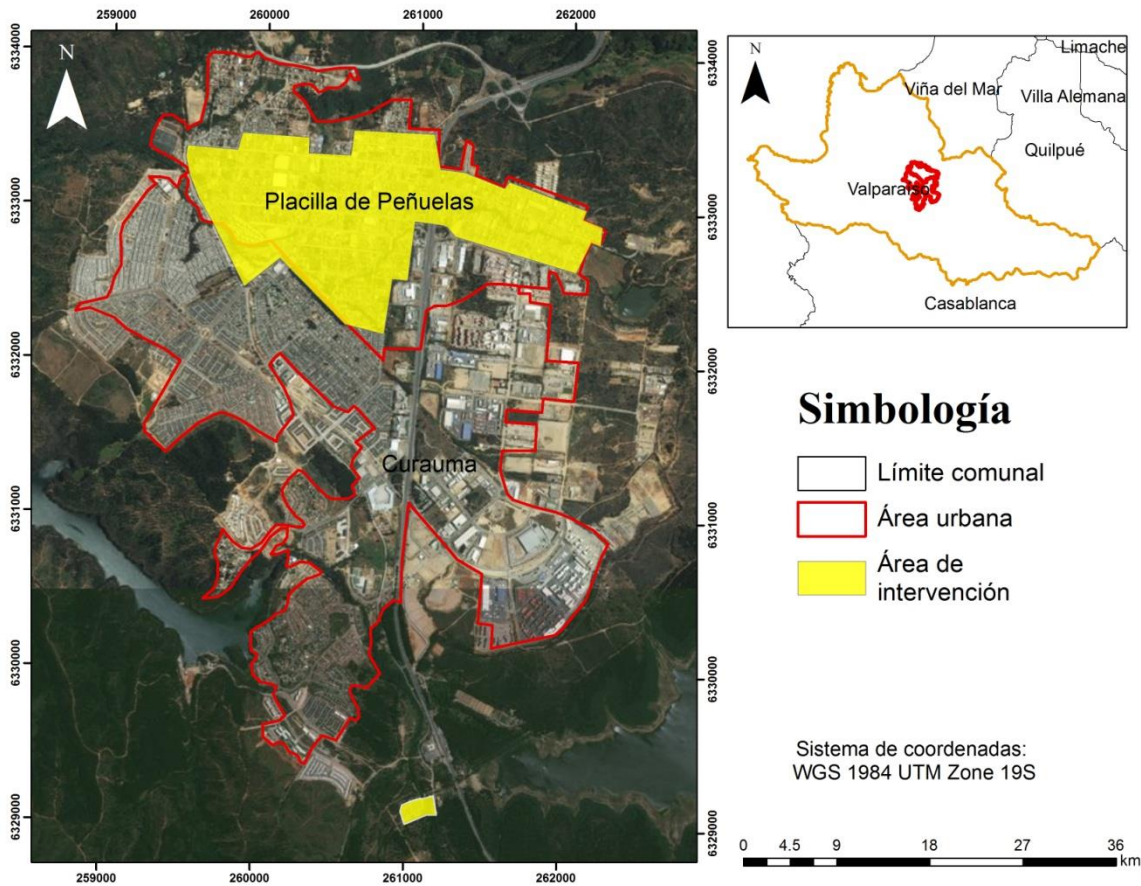 259000 260000 261000 262000
6334000
6333000
6332000
6331000
6330000
6329000
N
Placilla de Peñuelas
Curauma
6334000
6333000
6332000
6331000
6330000
6329000
259000 260000 261000 262000
N
Limache
Viña del Mar
Villa Alemana
Quilpué
Valparaíso
Casablanca
Simbología
Límite comunal
Área urbana
Área de
intervención
Sistema de coordenadas:
WGS 1984 UTM Zone 19S
0 4.5 9 18 27 36
km